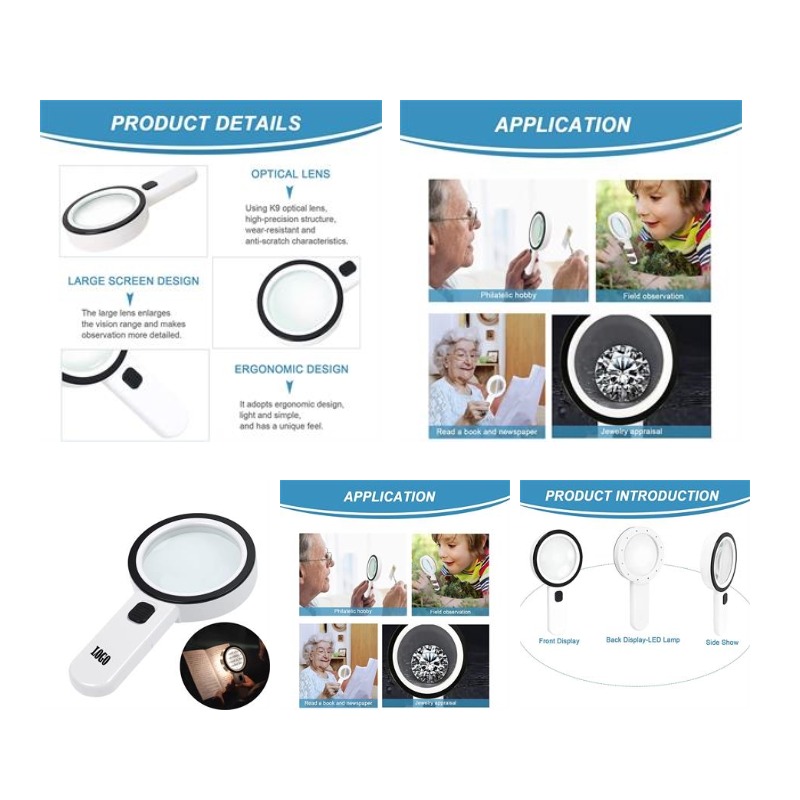 PRODUCT DETAILS
OPTICAL LENS
Using K9 optical lens,
high-precision structure,
wear-resistant and
anti-scratch characteristics.
LARGE SCREEN DESIGN
The large lens enlarges
the vision range and makes
observation more detailed.
ERGONOMIC DESIGN
It adopts ergonomic design,
light and simple,
and has a unique feel.
APPLICATION
Philatelic hobby
Field observation
Read a book and newspaper
Jewelry appraisal
LOGO
APPLICATION
Philatelic hobby
Field observation
Read a book and newspaper
Jewelry appraisal
PRODUCT INTRODUCTION
Front Display
Back Display-LED Lamp
Side Show